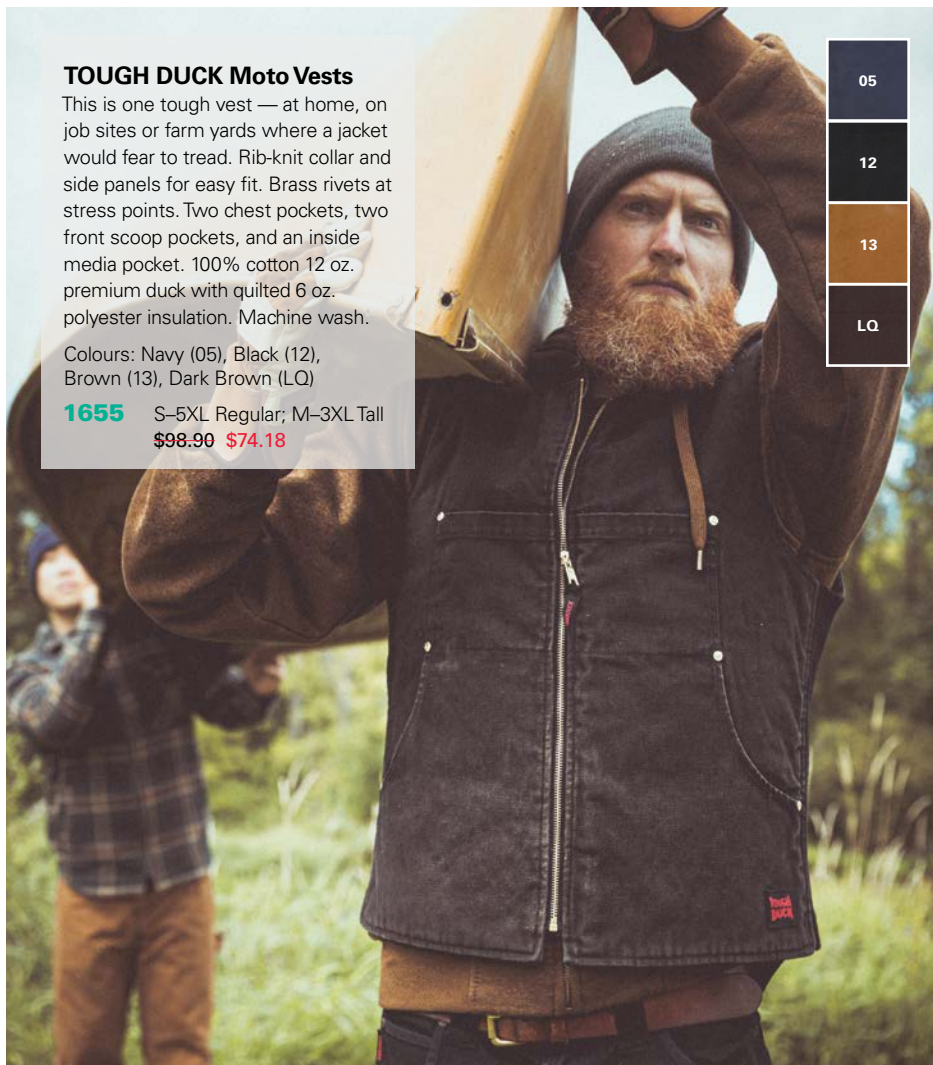 TOUGH DUCK Moto Vests
This is one tough vest — at home, on
job sites or farm yards where a jacket
would fear to tread. Rib-knit collar and
side panels for easy fit. Brass rivets at
stress points. Two chest pockets, two
front scoop pockets, and an inside
media pocket. 100% cotton 12 oz.
premium duck with quilted 6 oz.
polyester insulation. Machine wash.
Colours: Navy (05), Black (12),
Brown (13), Dark Brown (LQ)
1655 S–5XL Regular; M–3XL Tall
$98.90 $74.18
05
12
13
LQ
TOUGH
DUCK